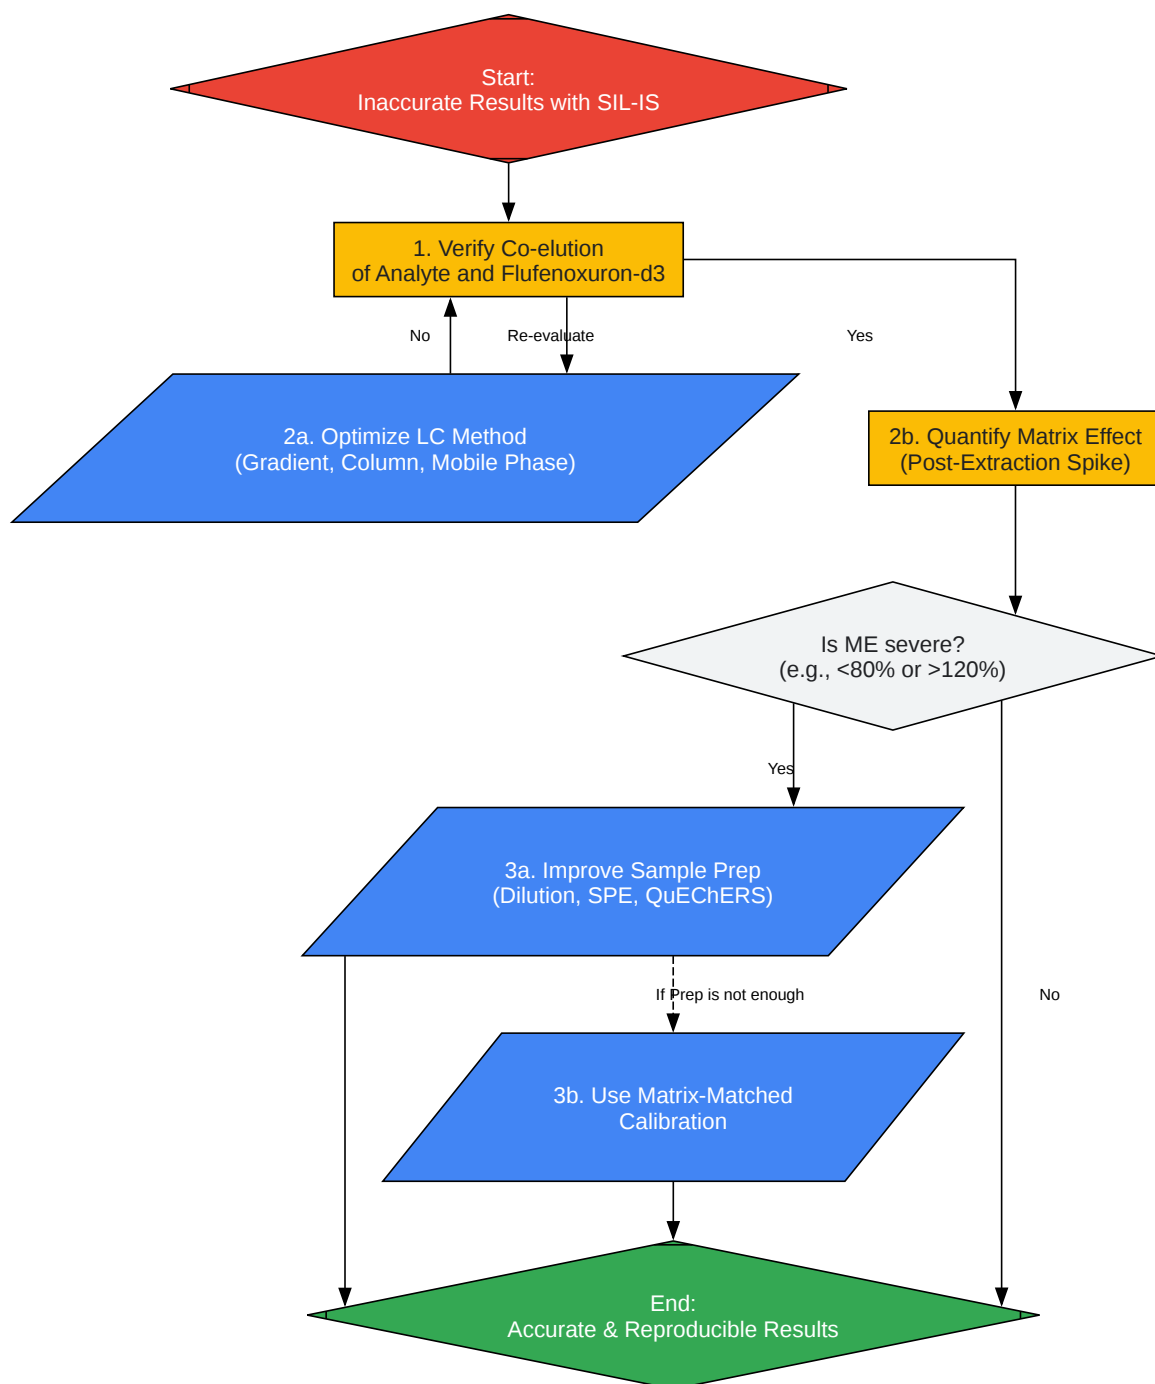 Start:
Inaccurate Results with SIL-IS
1. Verify Co-elution
of Analyte and Flufenoxuron-d3
No
Re-evaluate
Yes
2a. Optimize LC Method
(Gradient, Column, Mobile Phase)
2b. Quantify Matrix Effect
(Post-Extraction Spike)
Is ME severe?
(e.g., <80% or >120%)
Yes
3a. Improve Sample Prep
(Dilution, SPE, QuEChERS)
If Prep is not enough
No
3b. Use Matrix-Matched
Calibration
End:
Accurate & Reproducible Results